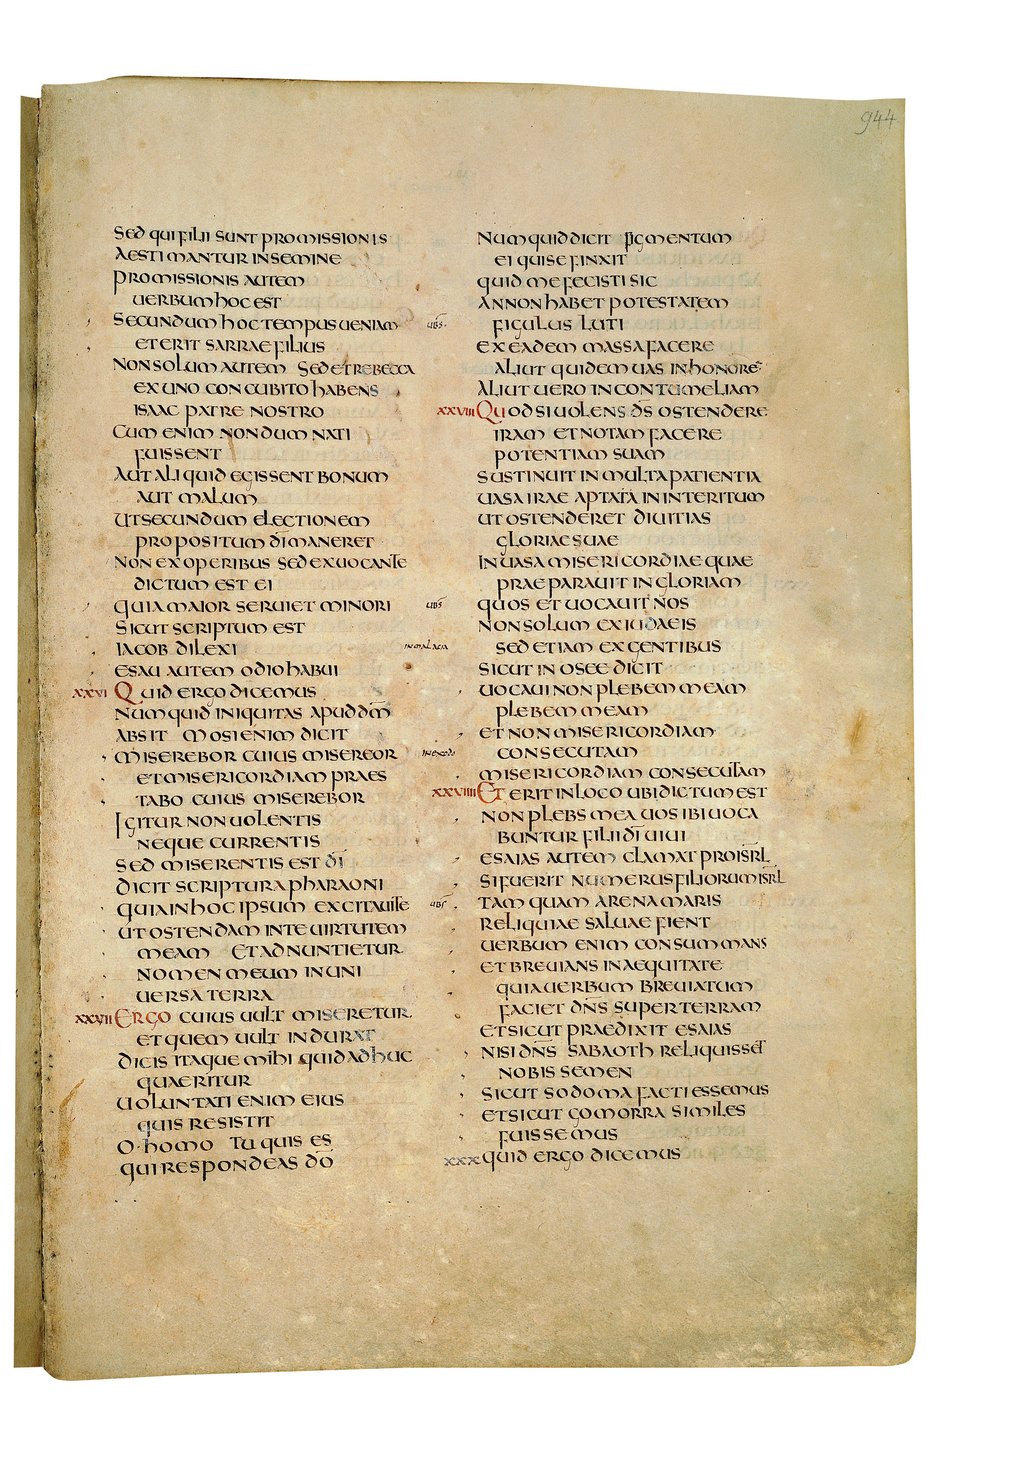 944
SED QUI FILII SUNT PROMISSIONIS
AESTIMANTUR IN SEMINE
PROMISSIONIS AUTEM
UERBUM HOC EST
SECUNDUM HOC TEMPUS UENIAM
ET ERIT SARRAE FILIUS
NON SOLUM AUTEM SED ET REBECCA
EX UNO CONCUBITO HABENS
ISAAC PATRE NOSTRO
CUM ENIM NONDUM NATI
FUISSENT
AUT ALIQUID EGISSENT BONUM
AUT MALUM
UT SECUNDUM ELECTIONEM
PROPOSITUM DI MANERET
NON EX OPERIBUS SED EX UOCANTE
DICTUM EST EI
QUIA MAIOR SERUIET MINORI
SICUT SCRIPTUM EST
IACOB DILEXI
ESAU AUTEM ODIO HABUI
XXVI QUID ERGO DICEMUS
NUMQUID INIQUITAS APUD DM
ABSIT MOSI ENIM DICIT
MISEREBOR CUIUS MISEREOR
ET MISERICORDIAM PRAES
TABO CUIUS MISEREBOR
IGITUR NON UOLENTIS
NEQUE CURRENTIS
SED MISERENTIS EST DI
DICIT SCRIPTURA PHARAONI
QUIA IN HOC IPSUM EXCITAUI TE
UT OSTENDAM IN TE UIRTUTEM
MEAM ET ADNUNTIETUR
NOMEN MEUM IN UNI
UERSA TERRA
XXVII ERGO CUIUS UULT MISERETUR
ET QUEM UULT INDURAT
DICIS ITAQUE MIHI QUID ADHUC
QUAERITUR
UOLUNTATI ENIM EIUS
QUIS RESISTIT
O HOMO TU QUIS ES
QUI RESPONDEAS DO
NUMQUID DICIT FIGMENTUM
EI QUI SE FINXIT
QUID ME FECISTI SIC
AN NON HABET POTESTATEM
FIGULUS LUTI
EX EADEM MASSA FACERE
ALIUT QUIDEM UAS IN HONORE
ALIUT UERO IN CONTUMELIAM
XXVIII QUOD SI UOLENS DS OSTENDERE
IRAM ET NOTAM FACERE
POTENTIAM SUAM
SUSTINUIT IN MULTA PATIENTIA
UASA IRAE APTATA IN INTERITUM
UT OSTENDERET DIUITIAS
GLORIAE SUAE
IN UASA MISERICORDIAE QUAE
PRAEPARAUIT IN GLORIAM
QUOS ET UOCAUIT NOS
NON SOLUM EX IUDAEIS
SED ETIAM EX GENTIBUS
SICUT IN OSEE DICIT
UOCAUI NON PLEBEM MEAM
PLEBEM MEAM
ET NON MISERICORDIAM
CONSECUTAM
MISERICORDIAM CONSECUTAM
XXVIIII ET ERIT IN LOCO UBI DICTUM EST
NON PLEBS MEA UOS IBI UOCA
BUNTUR FILII DI UIUI
ESAIAS AUTEM CLAMAT PRO ISRL
SI FUERIT NUMERUS FILIORUM ISRL
TAMQUAM ARENA MARIS
RELIQUIAE SALUAE FIENT
UERBUM ENIM CONSUMMANS
ET BREUIANS IN AEQUITATE
QUIA UERBUM BREUIATUM
FACIET DNS SUPER TERRAM
ET SICUT PRAEDIXIT ESAIAS
NISI DNS SABAOTH RELIQUISSET
NOBIS SEMEN
SICUT SODOMA FACTI ESSEMUS
ET SICUT GOMORRA SIMILES
FUISSEMUS
XXX QUID ERGO DICEMUS